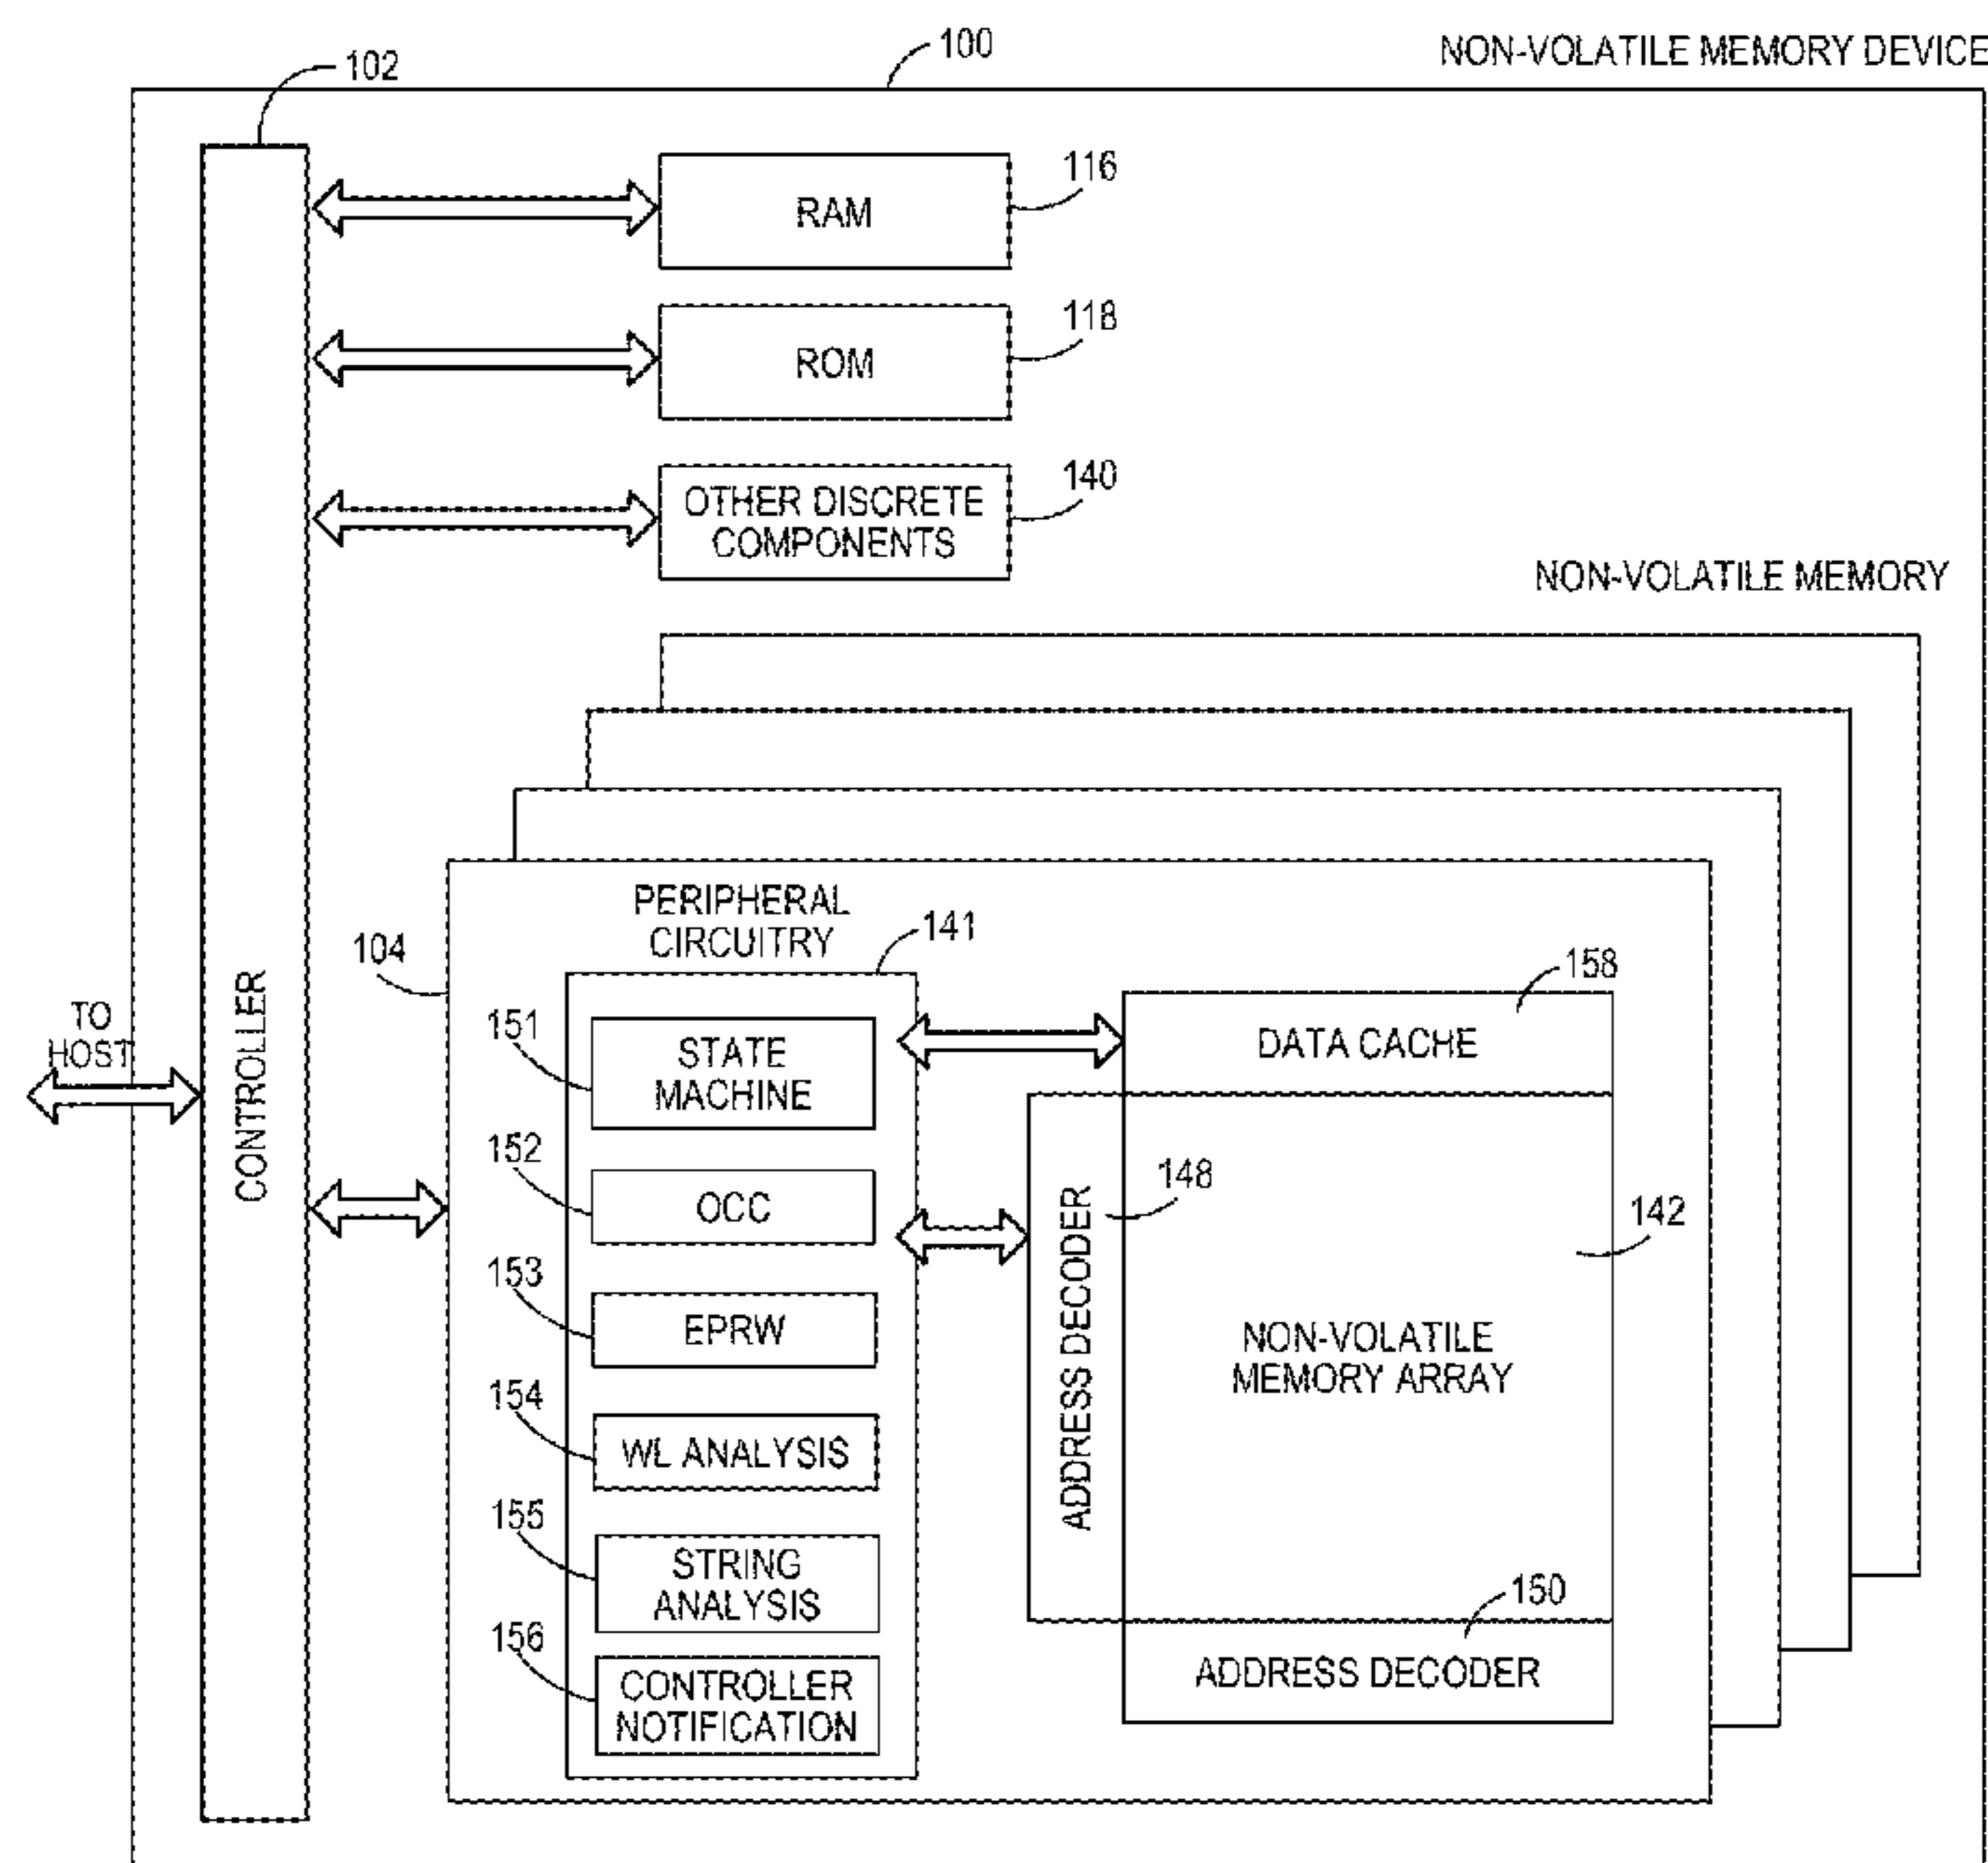 100
NON-VOLATILE MEMORY DEVICE
102
116
RAM
118
ROM
140
OTHER DISCRETE
COMPONENTS
NON-VOLATILE MEMORY
PERIPHERAL
CIRCUITRY
141
104
158
TO
HOST
CONTROLLER
151
STATE
MACHINE
DATA CACHE
152
OCC
148
142
ADDRESS DECODER
153
EPRW
NON-VOLATILE
MEMORY ARRAY
154
WL ANALYSIS
155
STRING
ANALYSIS
150
156
CONTROLLER
NOTIFICATION
ADDRESS DECODER